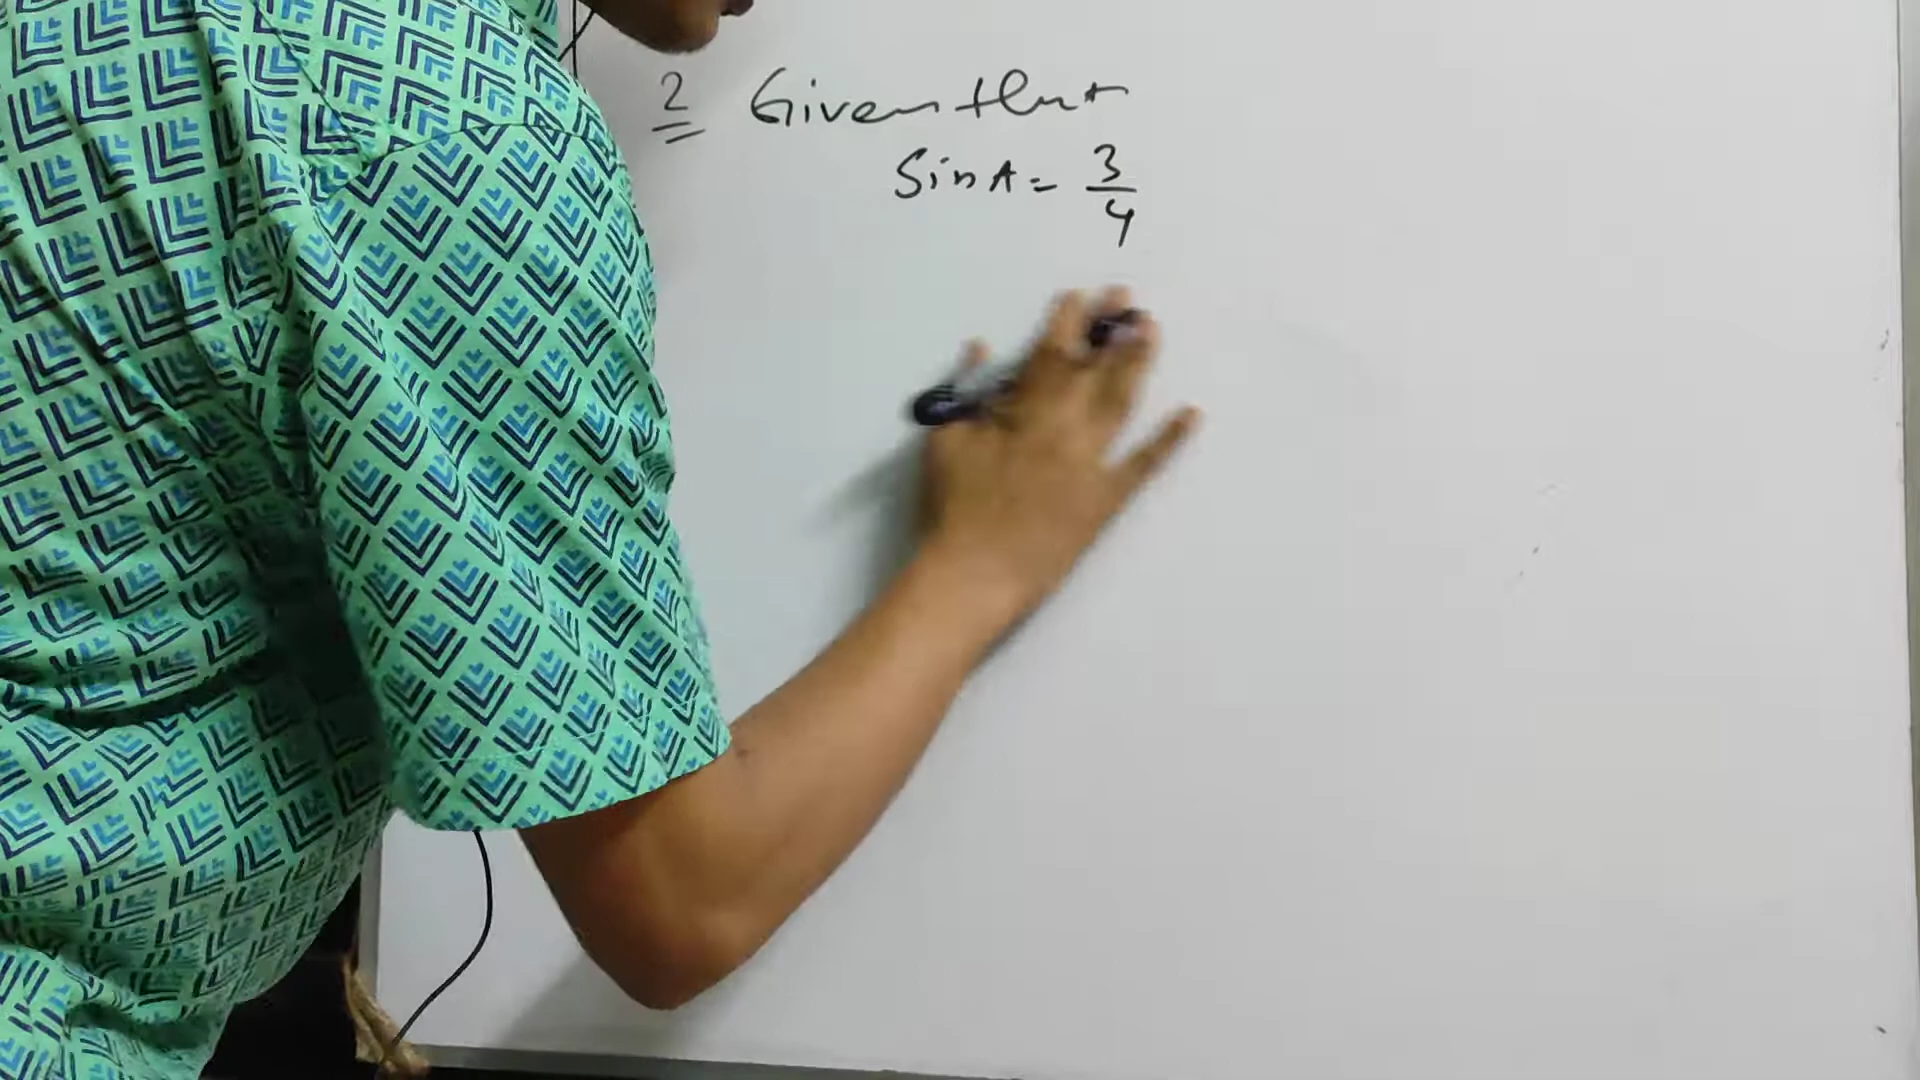 2 Given that
Sin A = 3/4